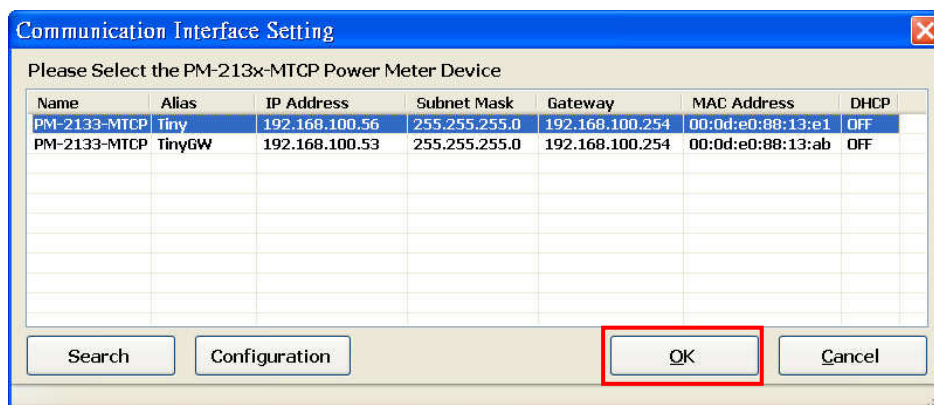 Communication Interface Setting
Please Select the PM-213x-MTCP Power Meter Device
Name Alias IP Address Subnet Mask Gateway MAC Address DHCP
PM-2133-MTCP Tiny 192.168.100.56 255.255.255.0 192.168.100.254 00:0d:e0:88:13:e1 OFF
PM-2133-MTCP TinyGW 192.168.100.53 255.255.255.0 192.168.100.254 00:0d:e0:88:13:ab OFF
Search Configuration OK Cancel